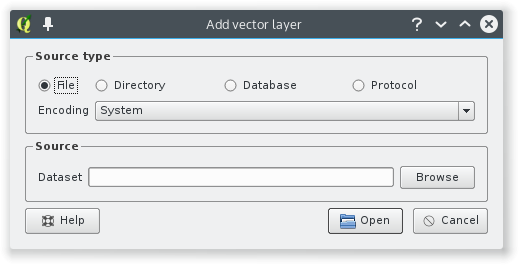 Add vector layer
Source type
File Directory Database Protocol
Encoding System
Source
Dataset Browse
Help Open Cancel